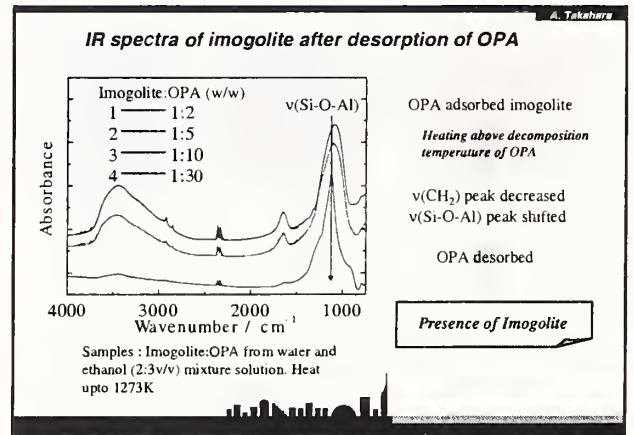 A. Takahara
IR spectra of imogolite after desorption of OPA
Imogolite:OPA (w/w)
1 —— 1:2
2 —— 1:5
3 —— 1:10
4 —— 1:30
ν(Si-O-Al)
Absorbance
4000 3000 2000 1000
Wavenumber / cm⁻¹
Samples : Imogolite:OPA from water and
ethanol (2:3v/v) mixture solution. Heat
upto 1273K
OPA adsorbed imogolite
Heating above decomposition
temperature of OPA
ν(CH₂) peak decreased
ν(Si-O-Al) peak shifted
OPA desorbed
Presence of Imogolite